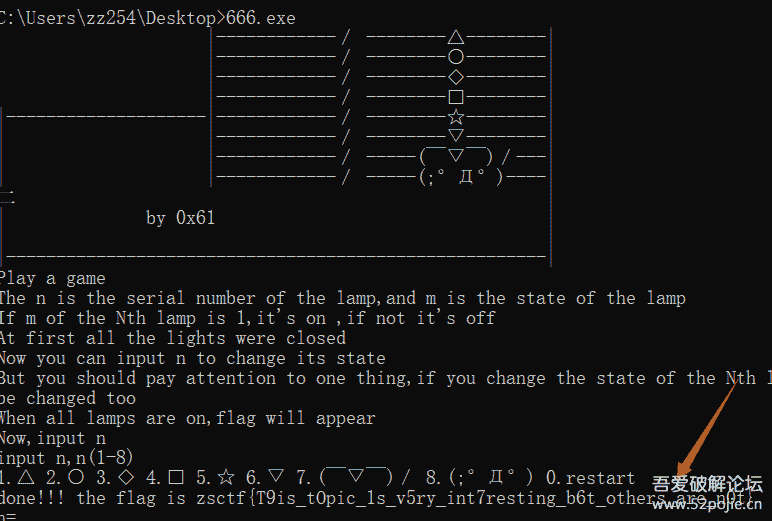 C:\Users\zz254\Desktop>666.exe
|------------ /  --------△--------|
|------------ /  --------○--------|
|------------ /  --------◇--------|
|------------ /  --------□--------|
|--------------------|------------ /  --------☆--------|
|------------ /  --------▽--------|
|------------ /  -----(￣▽￣)/---|
|------------ /  -----(;°Д°)----|
by 0x61
|------------------------------------------------------|
Play a game
The n is the serial number of the lamp,and m is the state of the lamp
If m of the Nth lamp is 1,it's on ,if not it's off
At first all the lights were closed
Now you can input n to change its state
But you should pay attention to one thing,if you change the state of the Nth
be changed too
When all lamps are on,flag will appear
Now,input n
input n,n(1-8)
1.△ 2.○ 3.◇ 4.□ 5.☆ 6.▽ 7.(￣▽￣)/ 8.(;°Д°) 0.restart
done!!! the flag is zsctf{T9is_tOpic_1s_v5ry_int7resting_b6t_others_are_n0t}
n=
吾爱破解论坛
www.52pojie.cn